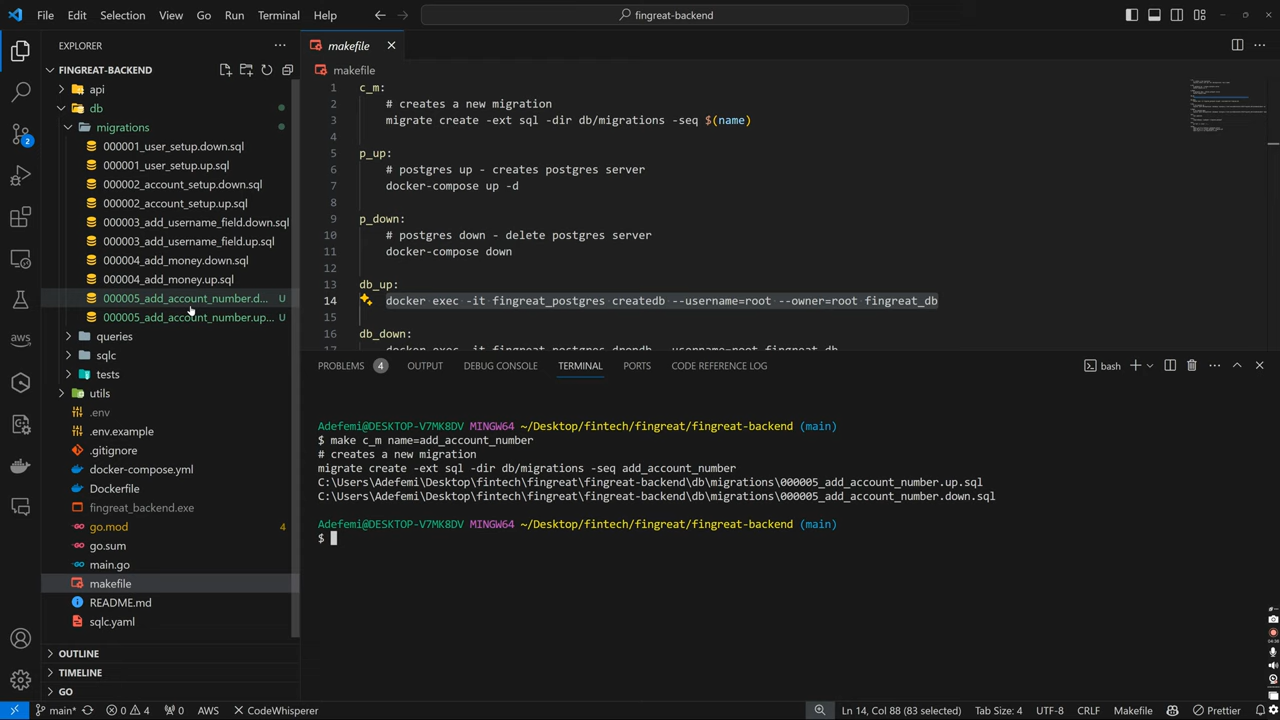 File Edit Selection View Go Run Terminal Help
fingreat-backend
EXPLORER
FINGREAT-BACKEND
api
db
migrations
000001_user_setup.down.sql
000001_user_setup.up.sql
000002_account_setup.down.sql
000002_account_setup.up.sql
000003_add_username_field.down.sql
000003_add_username_field.up.sql
000004_add_money.down.sql
000004_add_money.up.sql
000005_add_account_number.d... U
000005_add_account_number.up... U
queries
sqlc
tests
utils
.env
.env.example
.gitignore
docker-compose.yml
Dockerfile
fingreat_backend.exe
go.mod 4
go.sum
main.go
makefile
README.md
sqlc.yaml
OUTLINE
TIMELINE
GO
2
aws
makefile
makefile
1 c_m:
2 # creates a new migration
3 migrate create -ext sql -dir db/migrations -seq $(name)
4
5 p_up:
6 # postgres up - creates postgres server
7 docker-compose up -d
8
9 p_down:
10 # postgres down - delete postgres server
11 docker-compose down
12
13 db_up:
14 docker exec -it fingreat_postgres createdb --username=root --owner=root fingreat_db
15
16 db_down:
17 docker exec -it fingreat_postgres dropdb --username=root fingreat_db
PROBLEMS 4 OUTPUT DEBUG CONSOLE TERMINAL PORTS CODE REFERENCE LOG
bash
Adefemi@DESKTOP-V7MK8DV MINGW64 ~/Desktop/fintech/fingreat/fingreat-backend (main)
$ make c_m name=add_account_number
# creates a new migration
migrate create -ext sql -dir db/migrations -seq add_account_number
C:\Users\Adefemi\Desktop\fintech\fingreat\fingreat-backend\db\migrations\000005_add_account_number.up.sql
C:\Users\Adefemi\Desktop\fintech\fingreat\fingreat-backend\db\migrations\000005_add_account_number.down.sql
Adefemi@DESKTOP-V7MK8DV MINGW64 ~/Desktop/fintech/fingreat/fingreat-backend (main)
$
main* 0 4 0 AWS CodeWhisperer
Ln 14, Col 88 (83 selected) Tab Size: 4 UTF-8 CRLF Makefile Prettier